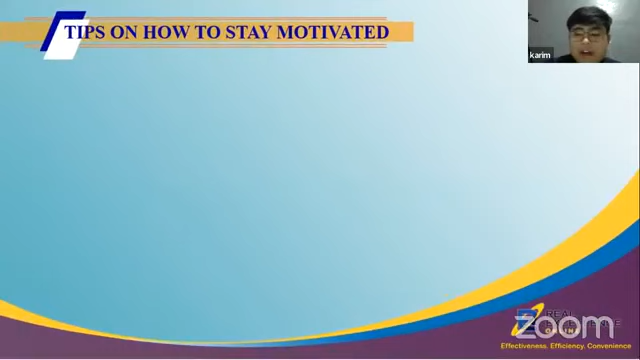 TIPS ON HOW TO STAY MOTIVATED
karim
REAL
zoom
Effectiveness. Efficiency. Convenience